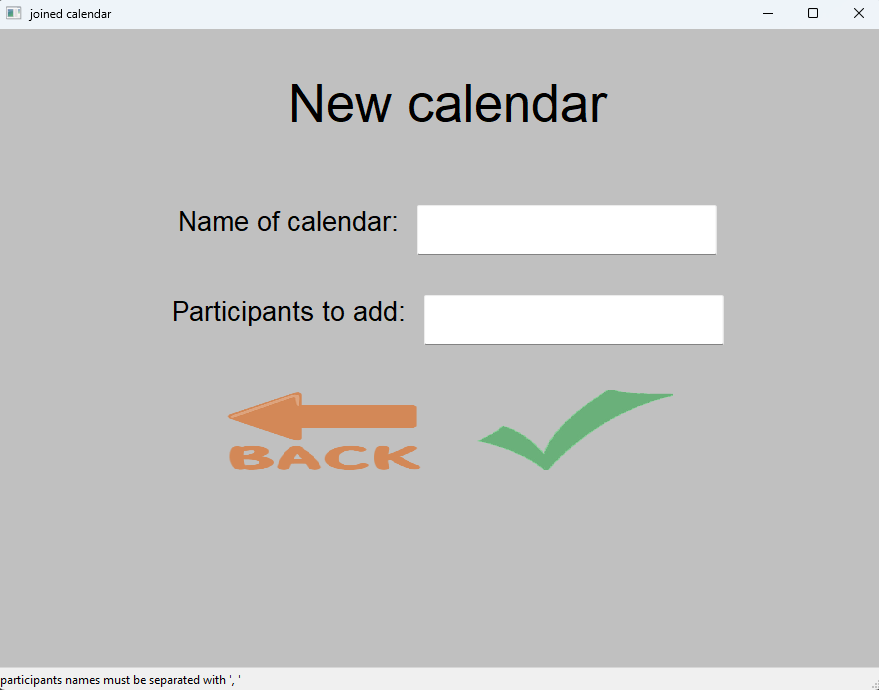 joined calendar
New calendar
Name of calendar:
Participants to add:
BACK
participants names must be separated with ', '